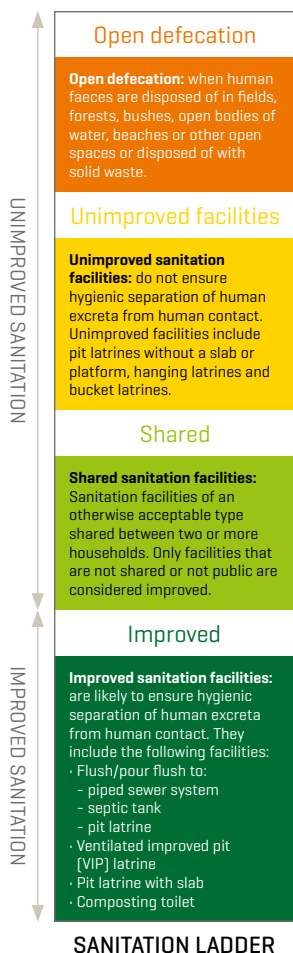 Open defecation
Open defecation: when human
faeces are disposed of in fields,
forests, bushes, open bodies of
water, beaches or other open
spaces or disposed of with
solid waste.
UNIMPROVED SANITATION
Unimproved facilities
Unimproved sanitation
facilities: do not ensure
hygienic separation of human
excreta from human contact.
Unimproved facilities include
pit latrines without a slab or
platform, hanging latrines and
bucket latrines.
Shared
Shared sanitation facilities:
Sanitation facilities of an
otherwise acceptable type
shared between two or more
households. Only facilities that
are not shared or not public are
considered improved.
IMPROVED SANITATION
Improved
Improved sanitation facilities:
are likely to ensure hygienic
separation of human excreta
from human contact. They
include the following facilities:
· Flush/pour flush to:
- piped sewer system
- septic tank
- pit latrine
· Ventilated improved pit
(VIP) latrine
· Pit latrine with slab
· Composting toilet
SANITATION LADDER